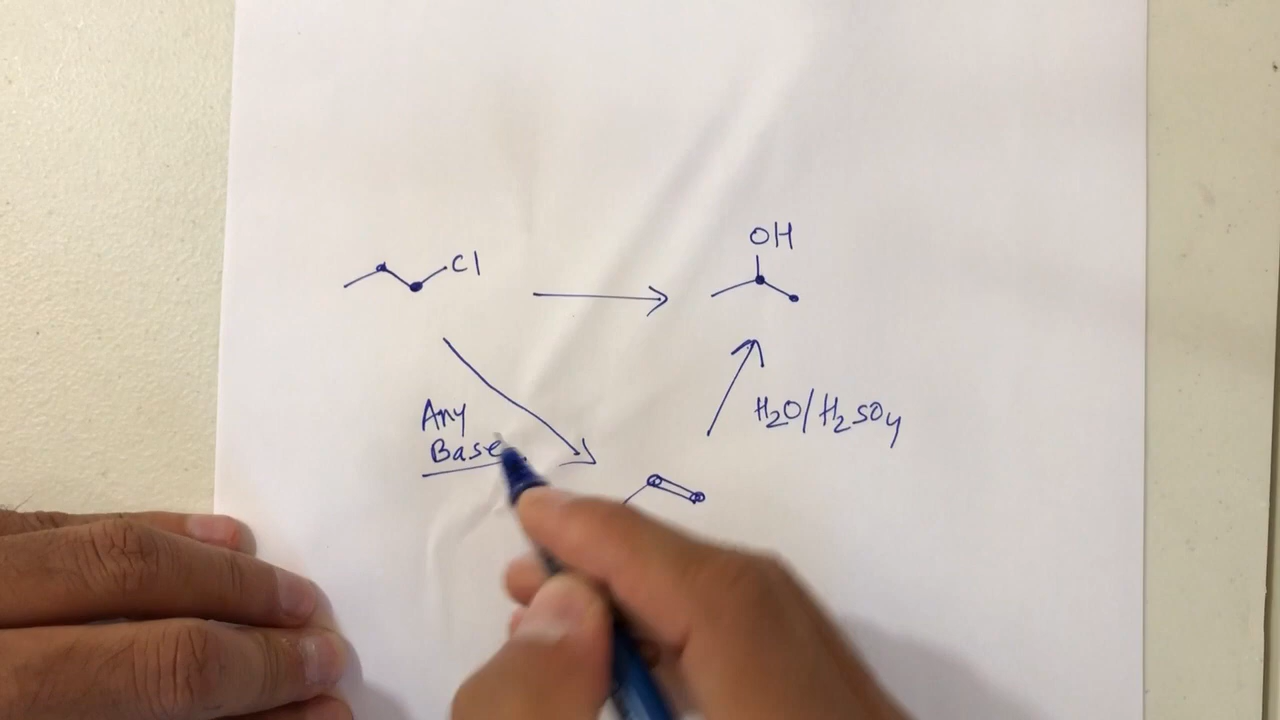 OH
Cl
Any
Base
H₂O/H₂SO₄